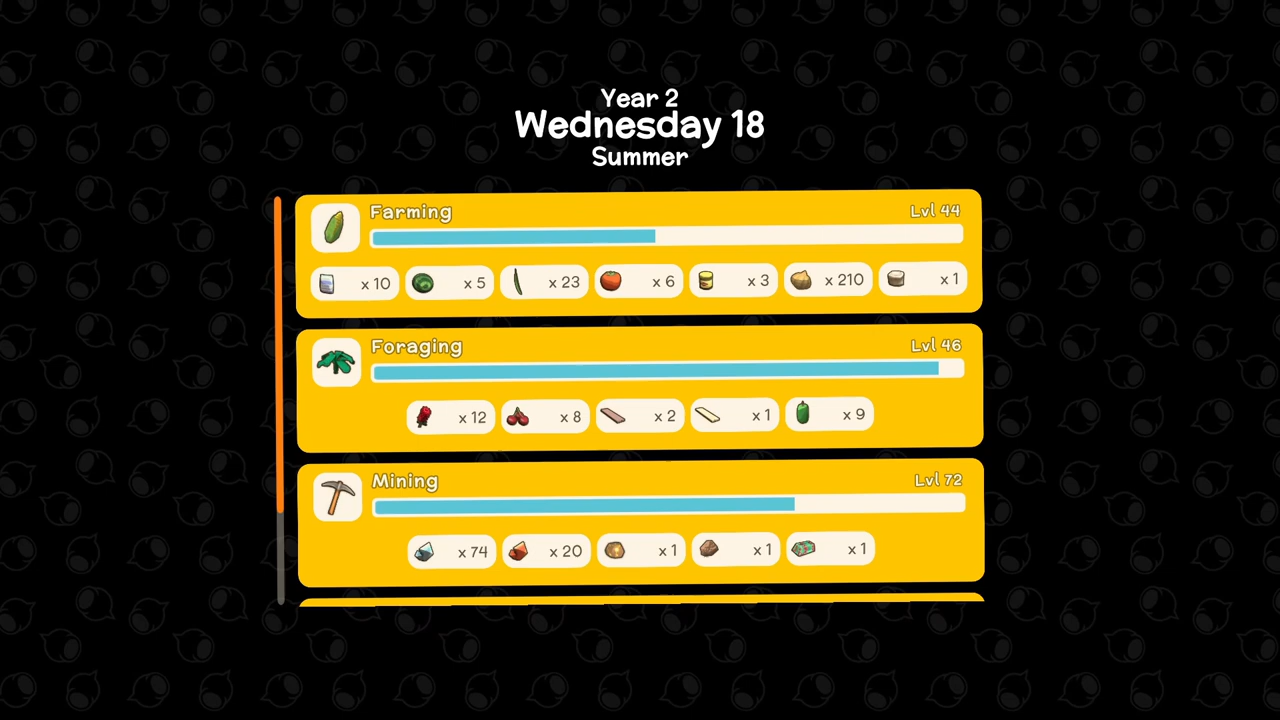 Year 2
Wednesday 18
Summer
Farming Lvl 44
x 10 x 5 x 23 x 6 x 3 x 210 x 1
Foraging Lvl 46
x 12 x 8 x 2 x 1 x 9
Mining Lvl 72
x 74 x 20 x 1 x 1 x 1